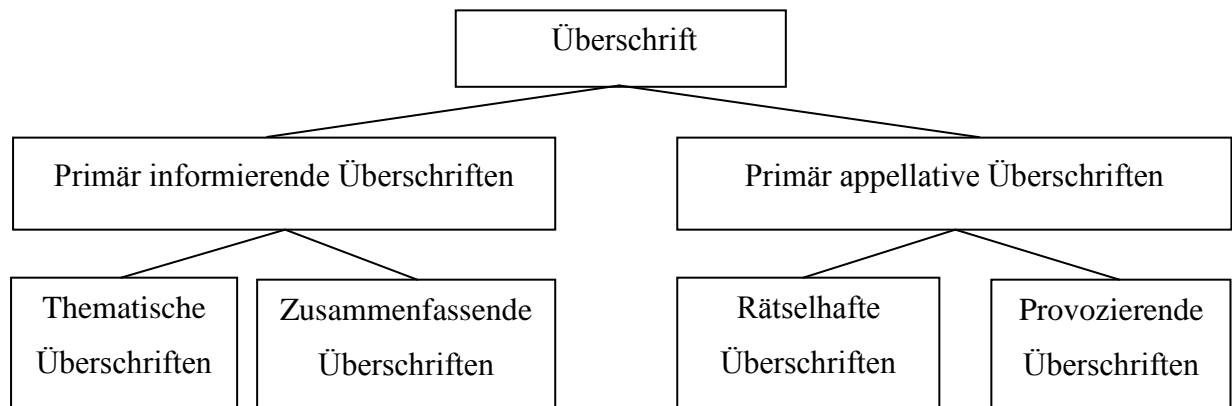 Überschrift
Primär informierende Überschriften
Primär appellative Überschriften
Thematische
Überschriften
Zusammenfassende
Überschriften
Rätselhafte
Überschriften
Provozierende
Überschriften